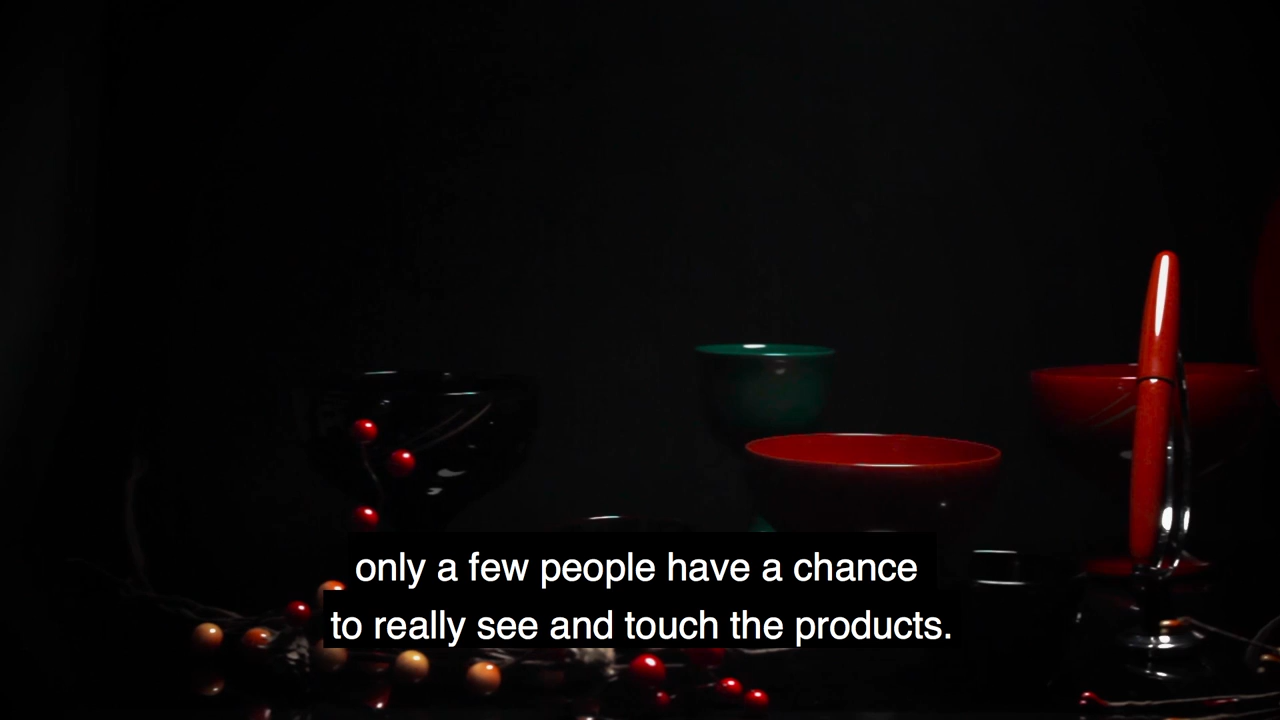 only a few people have a chance
to really see and touch the products.